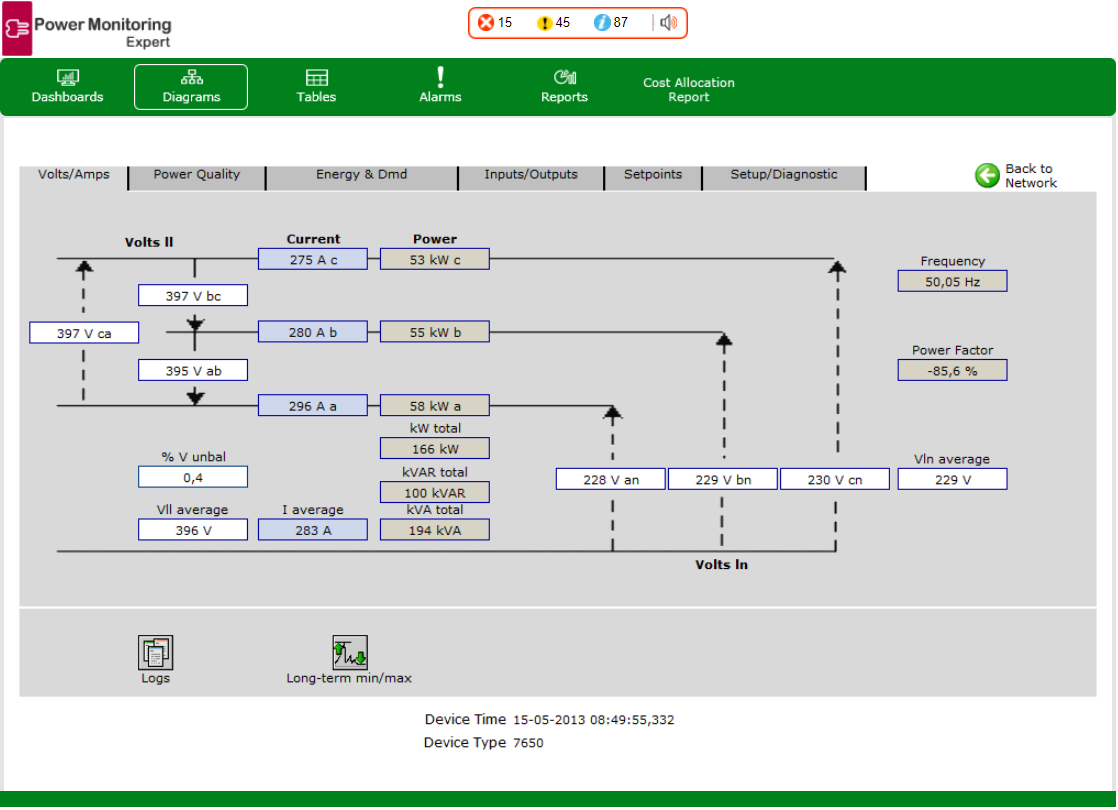 Power Monitoring
Expert
15
45
87
Dashboards
Diagrams
Tables
Alarms
Reports
Cost Allocation
Report
Volts/Amps
Power Quality
Energy & Dmd
Inputs/Outputs
Setpoints
Setup/Diagnostic
Back to
Network
Volts ll
Current
Power
275 A c
53 kW c
Frequency
50,05 Hz
397 V bc
397 V ca
280 A b
55 kW b
Power Factor
-85,6 %
395 V ab
296 A a
58 kW a
kW total
166 kW
% V unbal
0,4
kVAR total
100 kVAR
228 V an
229 V bn
230 V cn
Vln average
229 V
Vll average
396 V
I average
283 A
kVA total
194 kVA
Volts ln
Logs
Long-term min/max
Device Time 15-05-2013 08:49:55,332
Device Type 7650